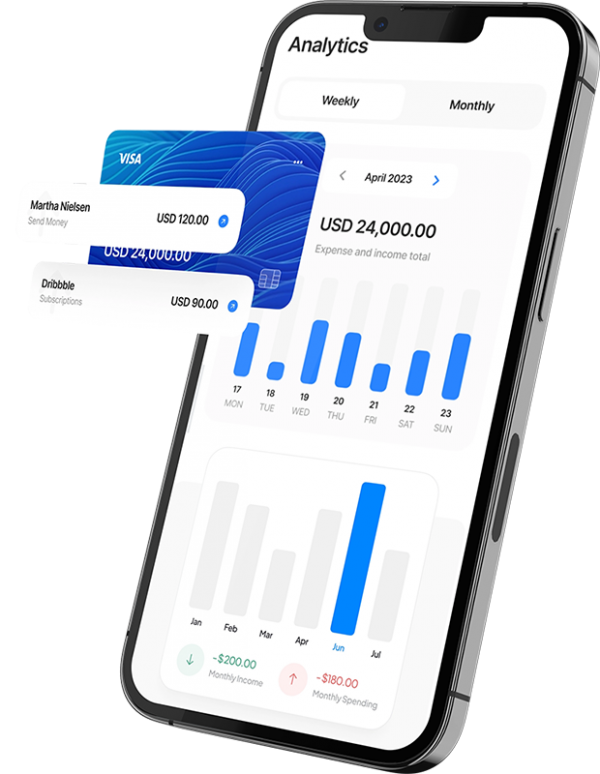 Analytics
Weekly
Monthly
April 2023
USD 24,000.00
Expense and income total
VISA
Martha Nielsen
Send Money
USD 120.00
USD 24,000.00
Dribbble
Subscriptions
USD 90.00
17 18 19 20 21 22 23
MON TUE WED THU FRI SAT SUN
Jan Feb Mar Apr Jun Jul
-$200.00
Monthly Income
-$180.00
Monthly Spending